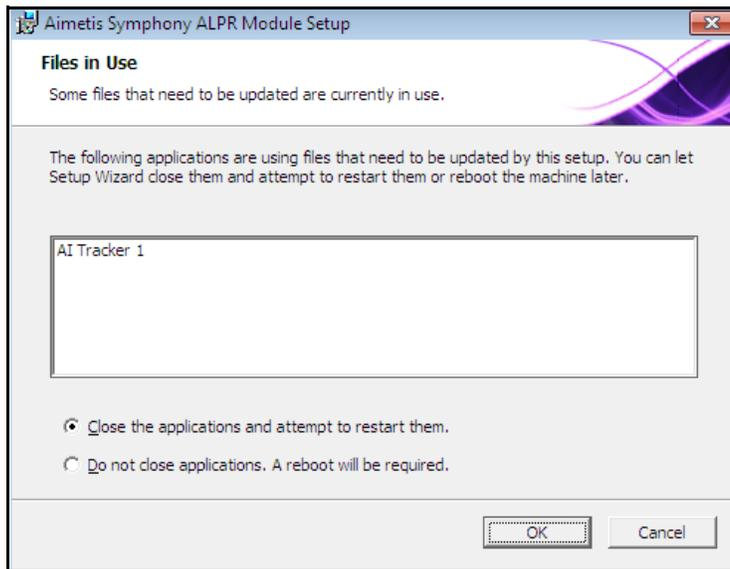 Aimetis Symphony ALPR Module Setup
Files in Use
Some files that need to be updated are currently in use.
The following applications are using files that need to be updated by this setup. You can let
Setup Wizard close them and attempt to restart them or reboot the machine later.
AI Tracker 1
Close the applications and attempt to restart them.
Do not close applications. A reboot will be required.
OK
Cancel